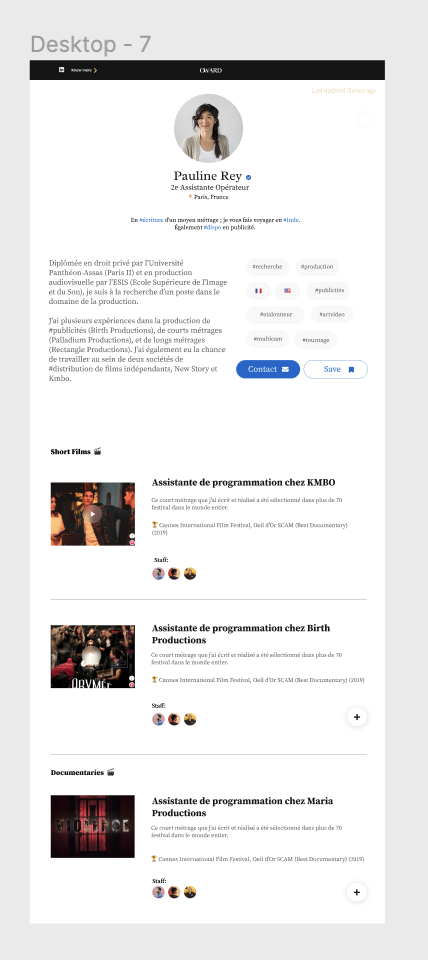 Desktop - 7
Know more
CIWARD
Last updated 5hours ago
Pauline Rey
2e Assistante Opérateur
Paris, France
En #écriture d'un moyen métrage ; je vous fais voyager en #Inde.
Également #dispo en publicité.
Diplômée en droit privé par l'Université
Panthéon-Assas (Paris II) et en production
audiovisuelle par l'ESIS (Ecole Supérieure de l'Image
et du Son), je suis à la recherche d'un poste dans le
domaine de la production.
J'ai plusieurs expériences dans la production de
#publicités (Birth Productions), de courts métrages
(Palladium Productions), et de longs métrages
(Rectangle Productions). J'ai également eu la chance
de travailler au sein de deux sociétés de
#distribution de films indépendants, New Story et
Kmbo.
#recherche #production
#publicités
#etalonneur #artvideo
#multicam #tournage
Contact Save
Short Films
Assistante de programmation chez KMBO
Ce court métrage que j'ai écrit et réalisé a été sélectionné dans plus de 70
festival dans le monde entier.
Cannes International Film Festival, Oeil d'Or SCAM (Best Documentary)
(2019)
Staff:
Assistante de programmation chez Birth
Productions
Ce court métrage que j'ai écrit et réalisé a été sélectionné dans plus de 70
festival dans le monde entier.
Cannes International Film Festival, Oeil d'Or SCAM (Best Documentary) (2019)
Staff:
Documentaries
VIOLENCE
Assistante de programmation chez Maria
Productions
Ce court métrage que j'ai écrit et réalisé a été sélectionné dans plus de 70
festival dans le monde entier.
Cannes International Film Festival, Oeil d'Or SCAM (Best Documentary) (2019)
Staff: